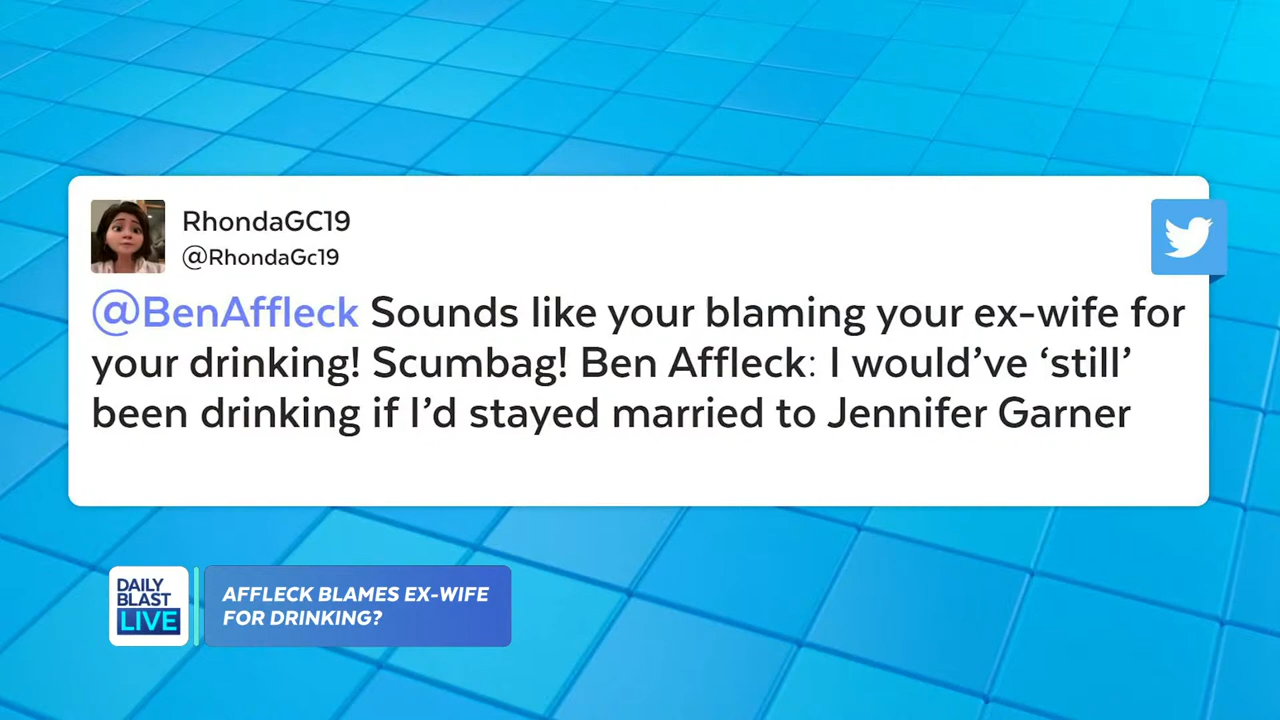 RhondaGC19
@RhondaGc19
@BenAffleck Sounds like your blaming your ex-wife for
your drinking! Scumbag! Ben Affleck: I would’ve ‘still’
been drinking if I’d stayed married to Jennifer Garner
DAILY
BLAST
LIVE
AFFLECK BLAMES EX-WIFE
FOR DRINKING?